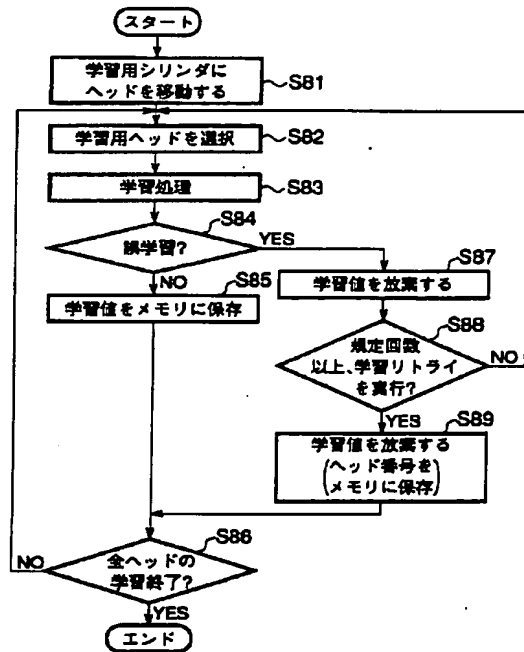 スタート
学習用シリンダに
ヘッドを移動する
S81
学習用ヘッドを選択
S82
学習処理
S83
誤学習?
S84
YES
NO
学習値をメモリに保存
S85
学習値を放棄する
S87
規定回数
以上、学習リトライ
を実行?
S88
NO
YES
学習値を放棄する
(ヘッド番号を
メモリに保存)
S89
全ヘッドの
学習終了?
S86
NO
YES
エンド